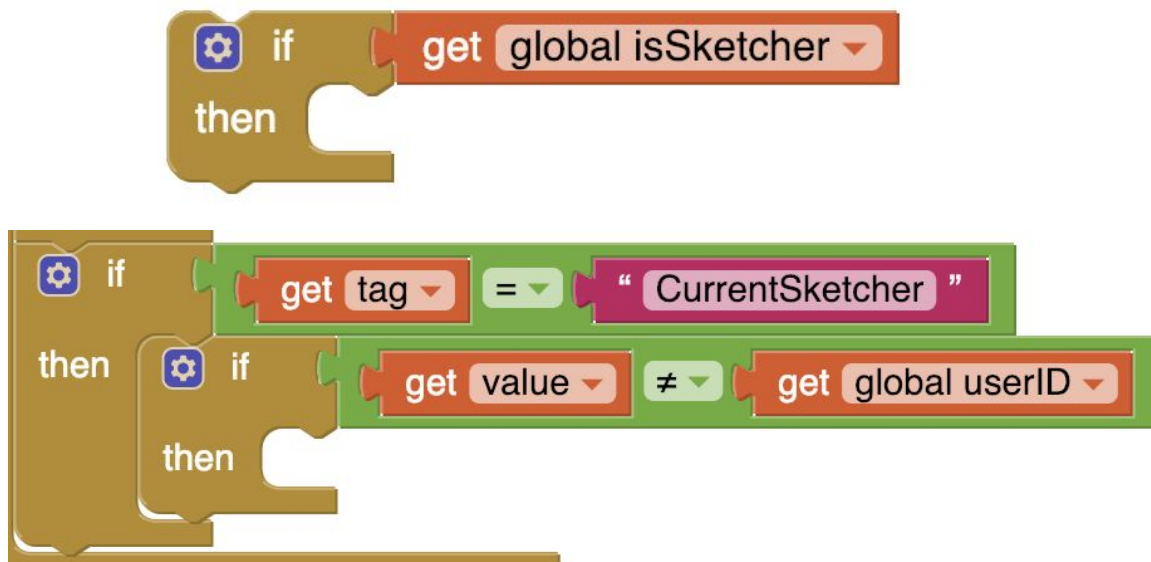 if get global isSketcher
then
if get tag = “ CurrentSketcher ”
then if get value ≠ get global userID
then